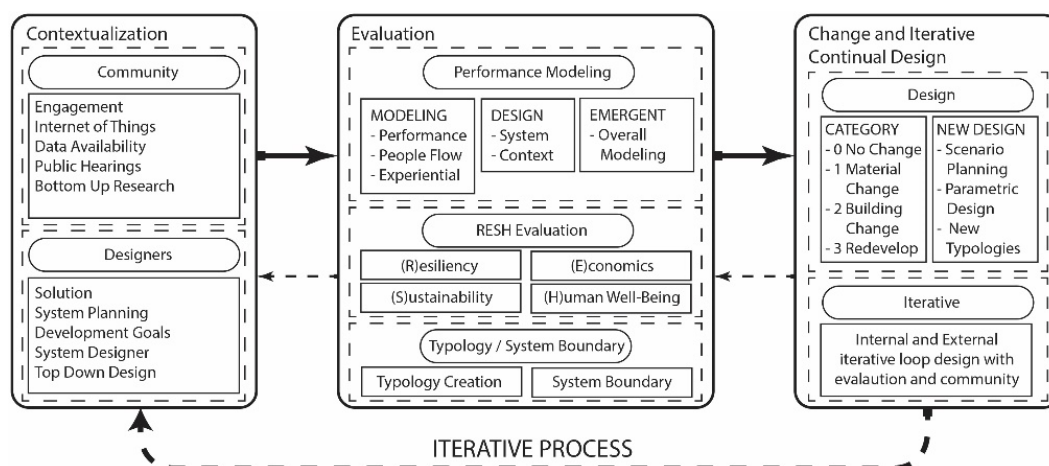 Contextualization
Community
Engagement
Internet of Things
Data Availability
Public Hearings
Bottom Up Research
Designers
Solution
System Planning
Development Goals
System Designer
Top Down Design
Evaluation
Performance Modeling
MODELING
- Performance
- People Flow
- Experiential
DESIGN
- System
- Context
EMERGENT
- Overall
Modeling
RESH Evaluation
(R)esiliency
(E)conomics
(S)ustainability
(H)uman Well-Being
Typology / System Boundary
Typology Creation
System Boundary
Change and Iterative
Continual Design
Design
CATEGORY
- 0 No Change
- 1 Material
Change
- 2 Building
Change
- 3 Redevelop
NEW DESIGN
- Scenario
Planning
- Parametric
Design
- New
Typologies
Iterative
Internal and External
iterative loop design with
evalaution and community
ITERATIVE PROCESS